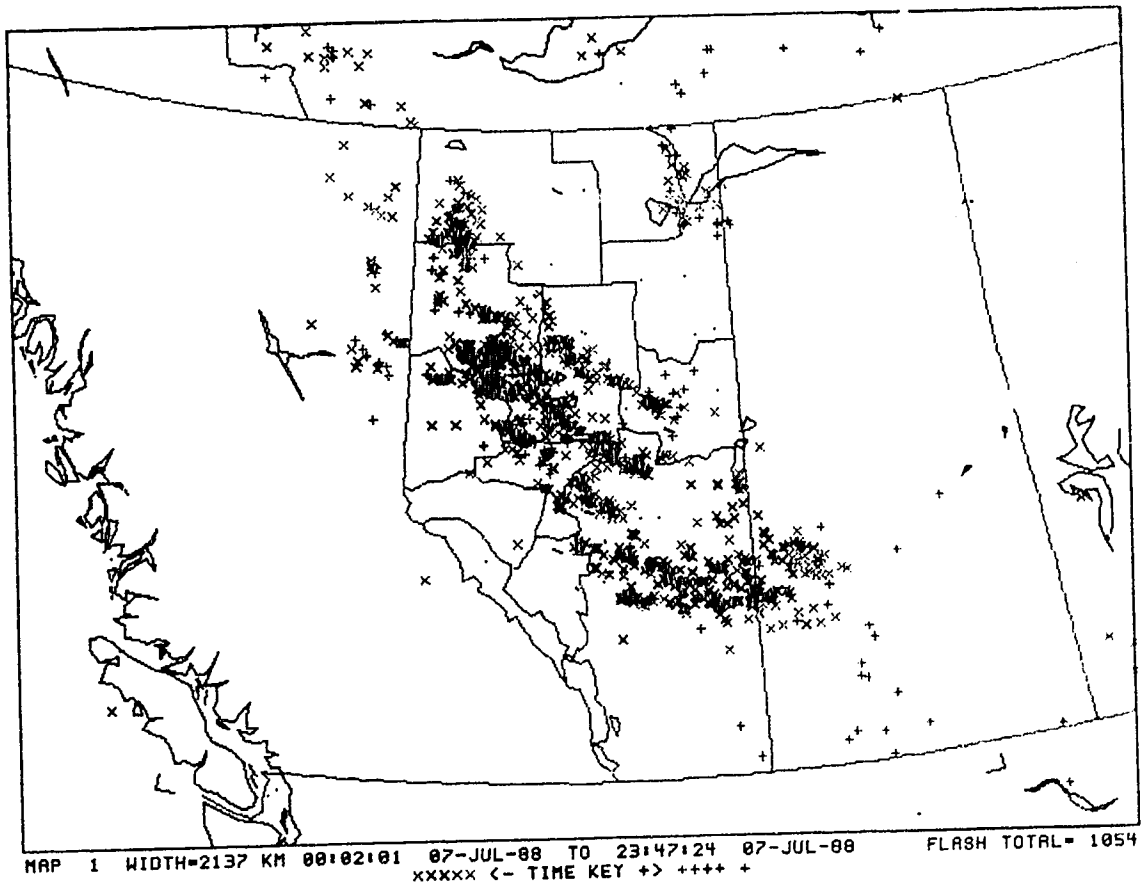 MAP 1 WIDTH=2137 KM 00:02:01 07-JUL-88 TO 23:47:24 07-JUL-88 FLASH TOTAL= 1054
xxxxx <- TIME KEY +> ++++ +